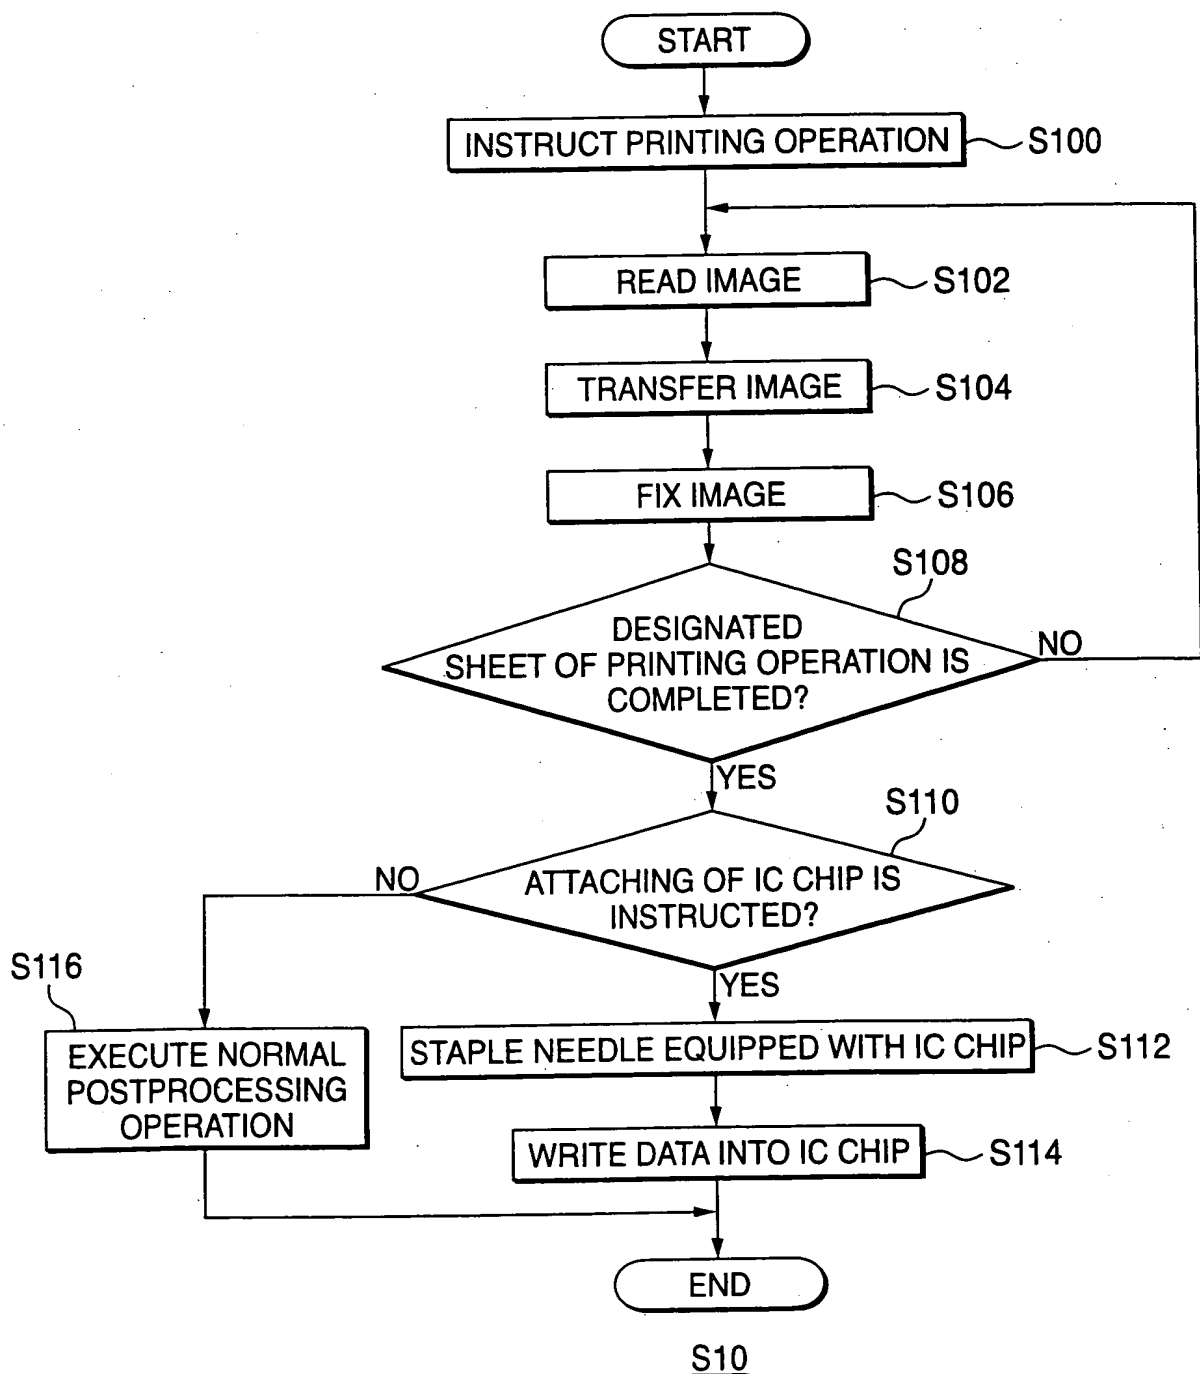 START
INSTRUCT PRINTING OPERATION
S100
READ IMAGE
S102
TRANSFER IMAGE
S104
FIX IMAGE
S106
S108
DESIGNATED
SHEET OF PRINTING OPERATION IS
COMPLETED?
NO
YES
S110
ATTACHING OF IC CHIP IS
INSTRUCTED?
NO
YES
S116
EXECUTE NORMAL
POSTPROCESSING
OPERATION
STAPLE NEEDLE EQUIPPED WITH IC CHIP
S112
WRITE DATA INTO IC CHIP
S114
END
S10